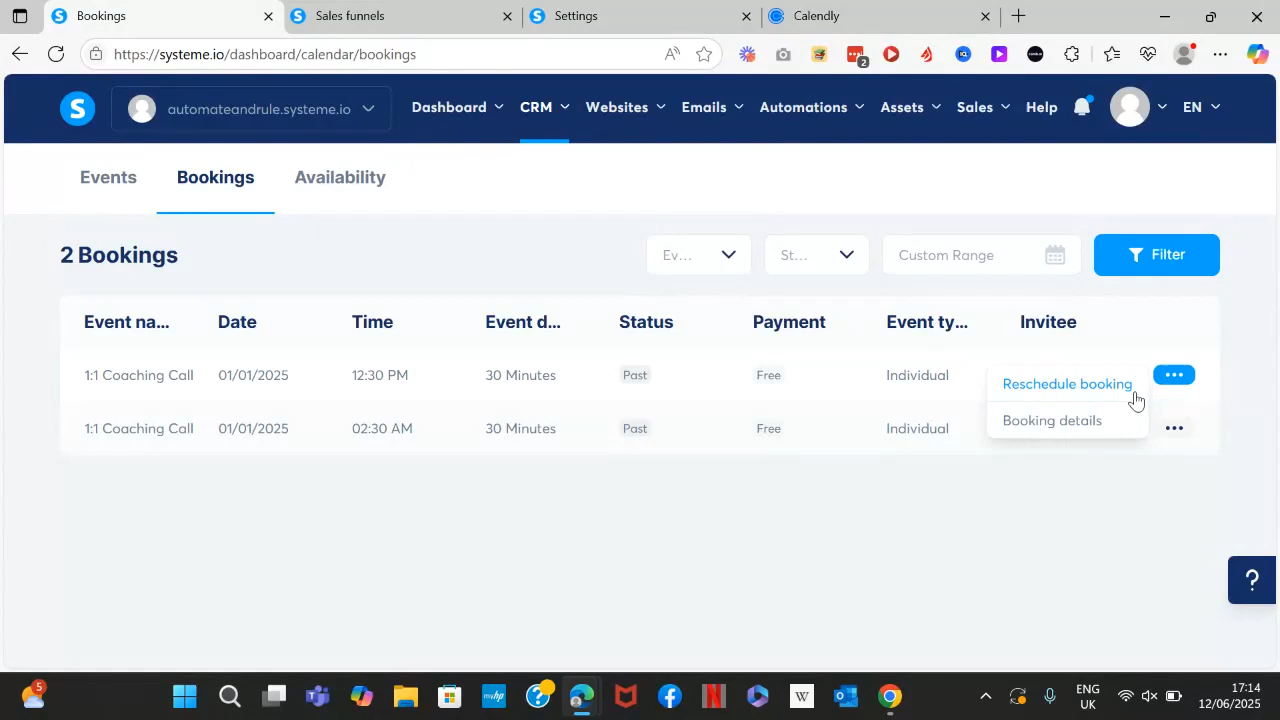 Bookings
Sales funnels
Settings
Calendly
https://systeme.io/dashboard/calendar/bookings
2
S
automateandrule.systeme.io
Dashboard
CRM
Websites
Emails
Automations
Assets
Sales
Help
EN
Events
Bookings
Availability
2 Bookings
Ev...
St...
Custom Range
Filter
Event na...
Date
Time
Event d...
Status
Payment
Event ty...
Invitee
1:1 Coaching Call
01/01/2025
12:30 PM
30 Minutes
Past
Free
Individual
Reschedule booking
1:1 Coaching Call
01/01/2025
02:30 AM
30 Minutes
Past
Free
Individual
Booking details
?
5
myhp
?
N
W
ENG
UK
17:14
12/06/2025